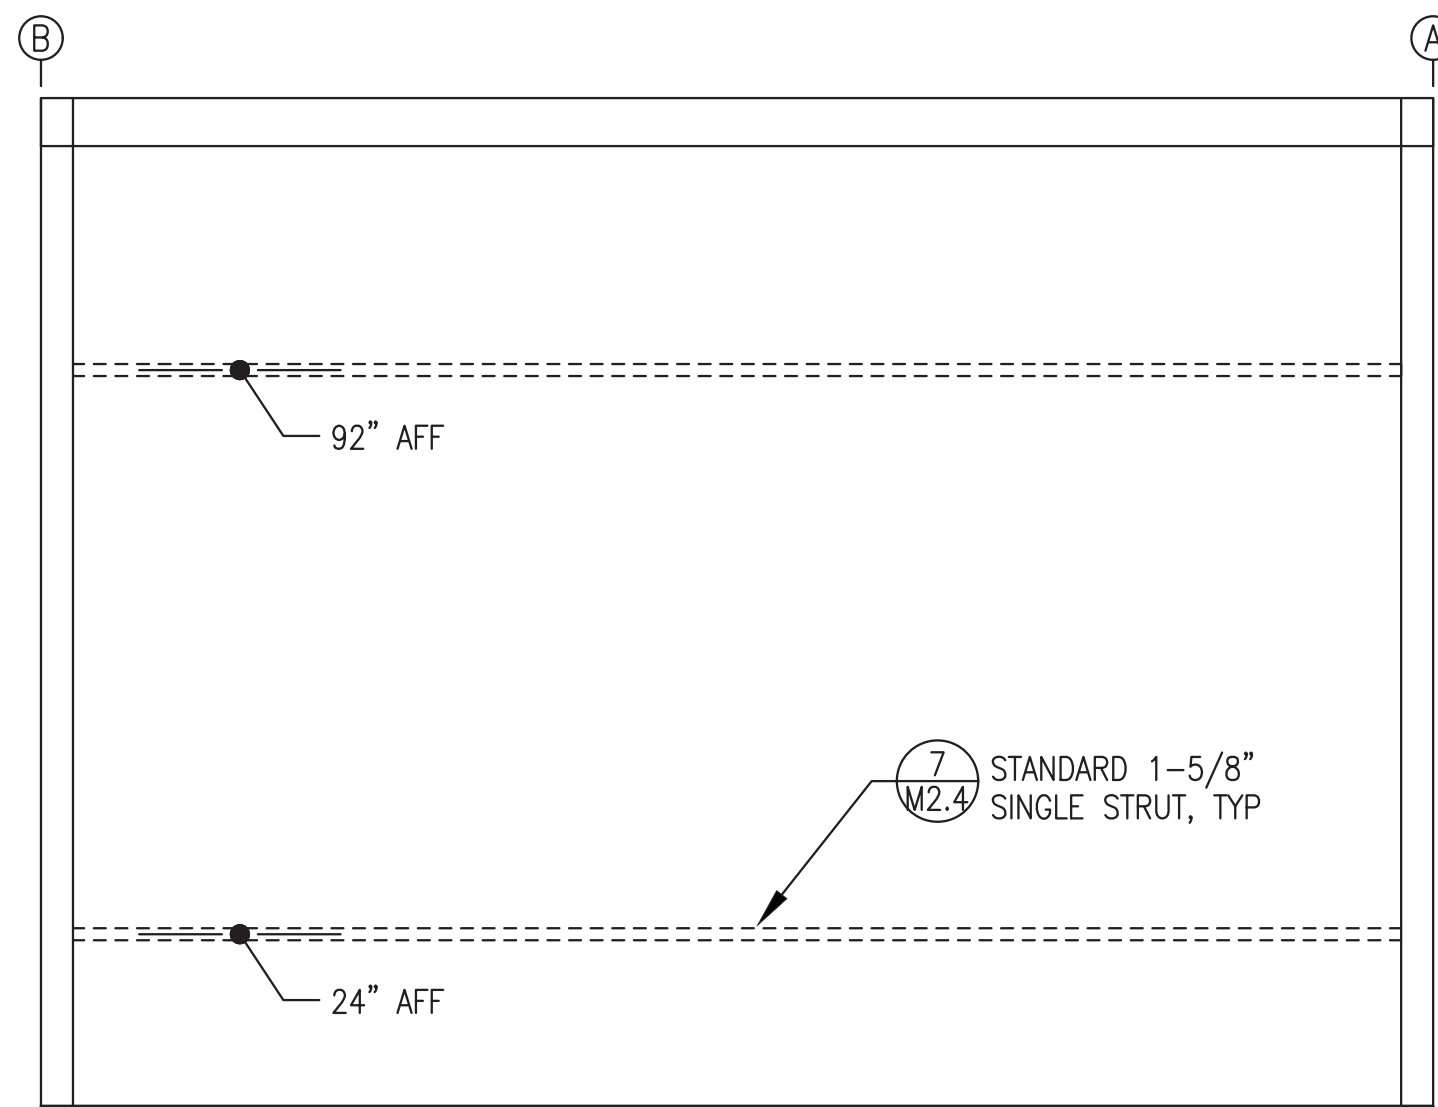 B
A
92” AFF
7
M2.4
STANDARD 1-5/8”
SINGLE STRUT, TYP
24” AFF